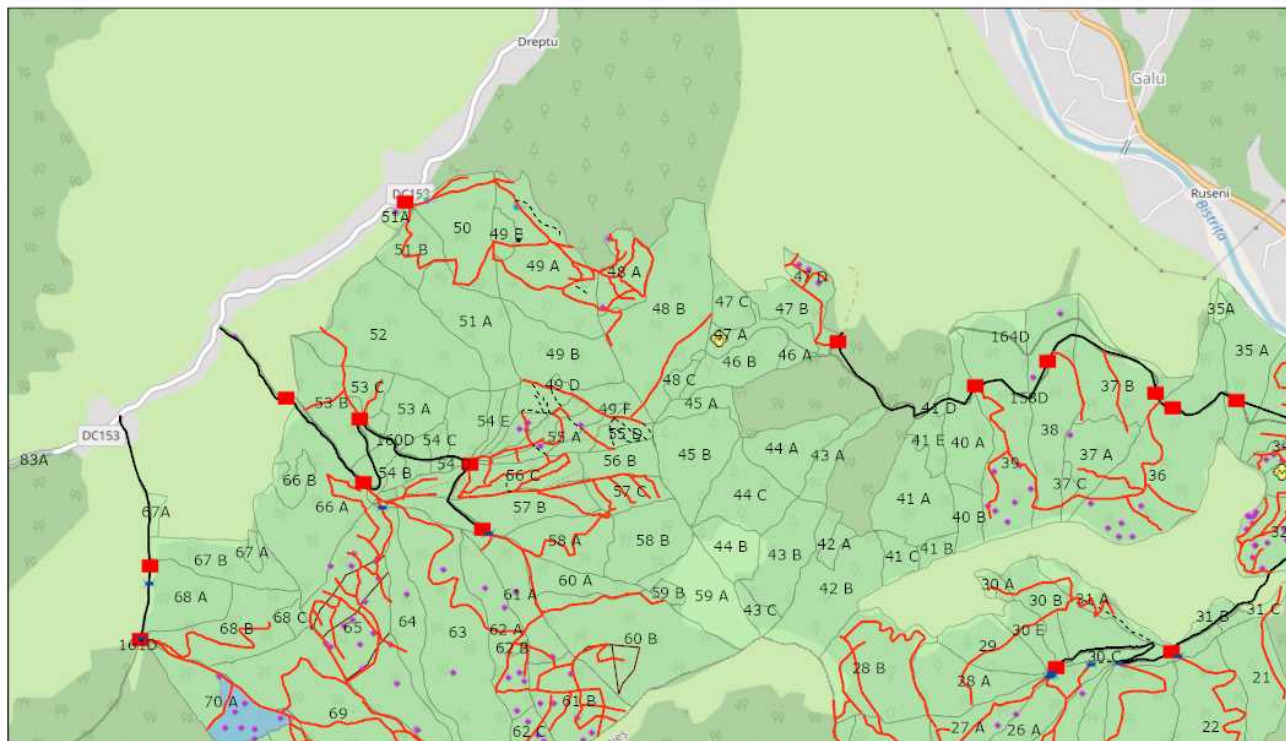 Dreptu
Galu
Ruseni
Bistrița
DC153
51A
50
51 B
49 E
49 A
48 A
47 D
48 B
47 C
47 B
35A
51 A
52
47 A
164D
46 B
46 A
35 A
49 B
48 C
53 C
49 D
37 B
158D
53 B
53 A
49 F
45 A
41 D
54 E
38
DC153
160D
54 C
55 A
55 B
41 E
40 A
83A
44 A
43 A
37 A
66 B
54 B
54
56 C
56 B
45 B
39
36
57 C
37 C
44 C
41 A
66 A
57 B
40 B
67A
58 A
58 B
44 B
42 A
41 B
67 B
67 A
43 B
41 C
60 A
30 A
68 A
59 B
59 A
42 B
61 A
43 C
30 B
31 A
31 B
31 C
68 C
64
68 B
65
62 A
30 E
63
62 B
60 B
29
161D
30 C
28 B
28 A
21
70 A
61 B
69
62 C
27 A
26 A
22